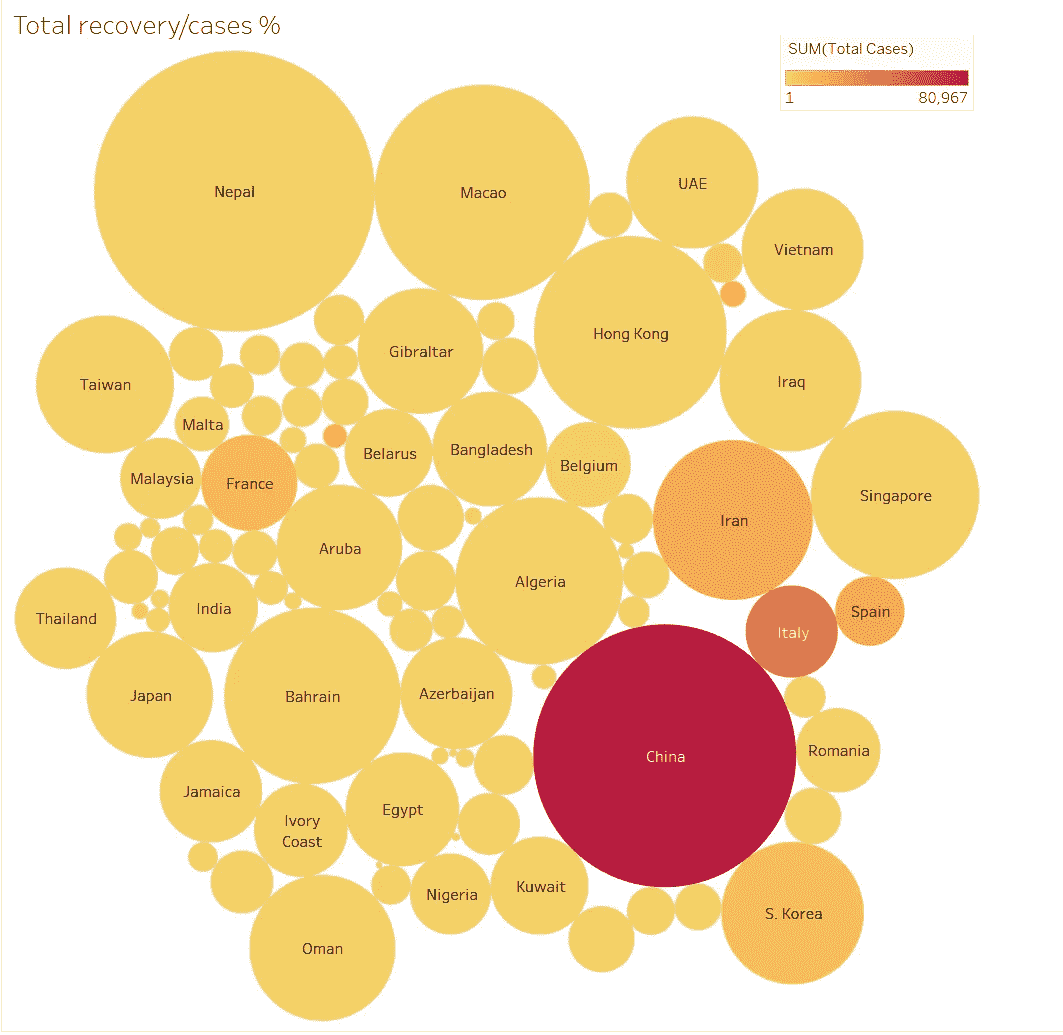 Total recovery/cases %
SUM(Total Cases)
1
80,967
Nepal
Macao
UAE
Vietnam
Hong Kong
Gibraltar
Iraq
Taiwan
Malta
Belarus
Bangladesh
Belgium
Malaysia
France
Singapore
Iran
Aruba
Algeria
India
Thailand
Spain
Italy
Japan
Bahrain
Azerbaijan
Romania
China
Jamaica
Egypt
Ivory
Coast
Kuwait
Nigeria
S. Korea
Oman